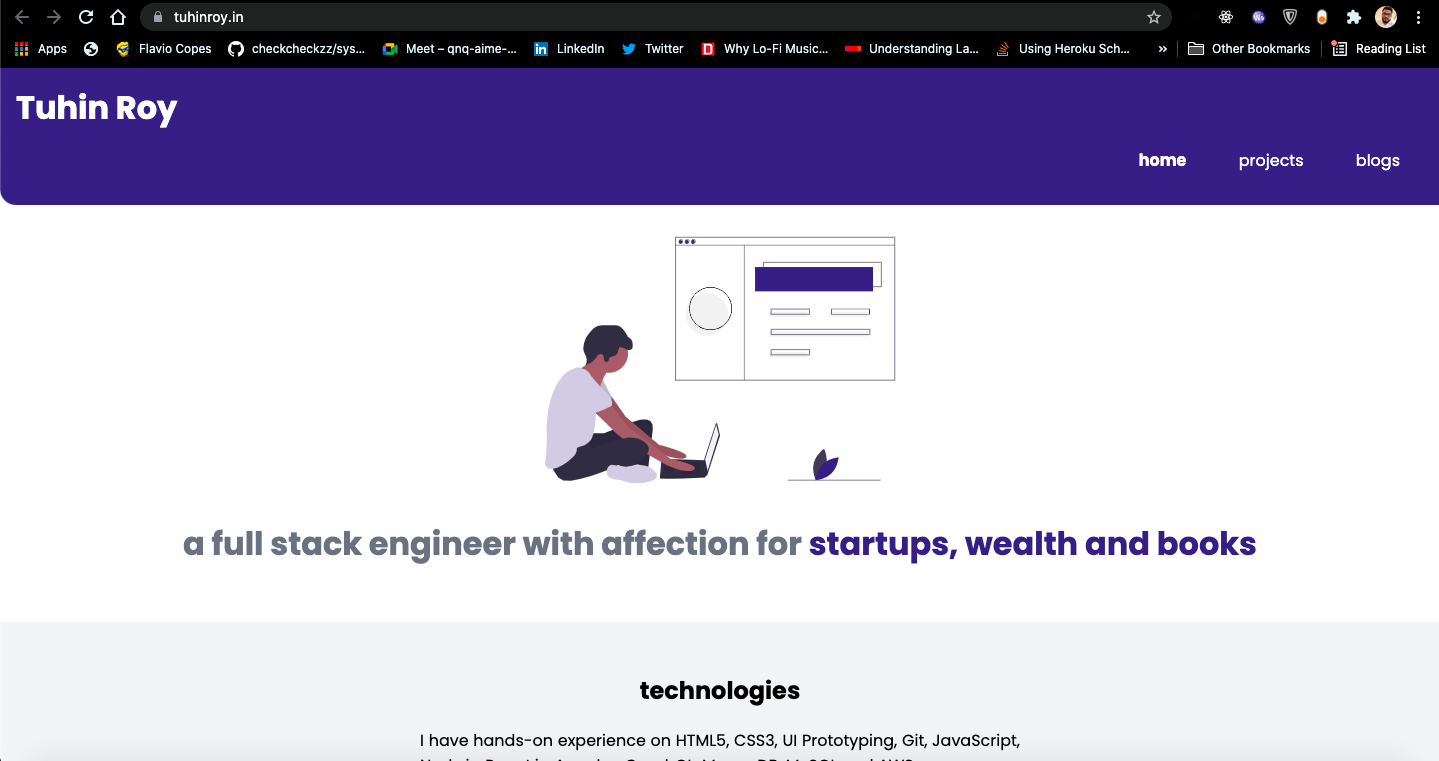 tuhinroy.in
Apps Flavio Copes checkcheckzz/sys... Meet – qnq-aime-... LinkedIn Twitter Why Lo-Fi Music... Understanding La... Using Heroku Sch... » Other Bookmarks Reading List
Tuhin Roy
home projects blogs
a full stack engineer with affection for startups, wealth and books
technologies
I have hands-on experience on HTML5, CSS3, UI Prototyping, Git, JavaScript,